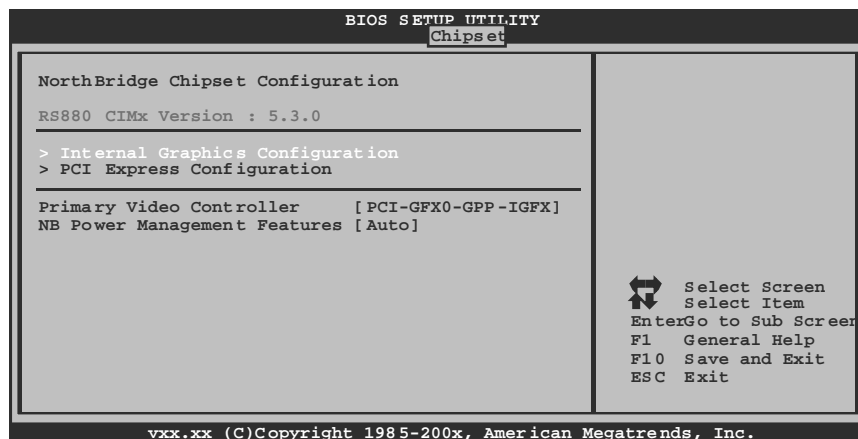 BIOS SETUP UTILITY
Chipset
NorthBridge Chipset Configuration
RS880 CIMx Version : 5.3.0
> Internal Graphics Configuration
> PCI Express Configuration
Primary Video Controller [PCI-GFX0-GPP-IGFX]
NB Power Management Features [Auto]
Select Screen
Select Item
Enter Go to Sub Screen
F1 General Help
F10 Save and Exit
ESC Exit
vxx.xx (C)Copyright 1985-200x, American Megatrends, Inc.